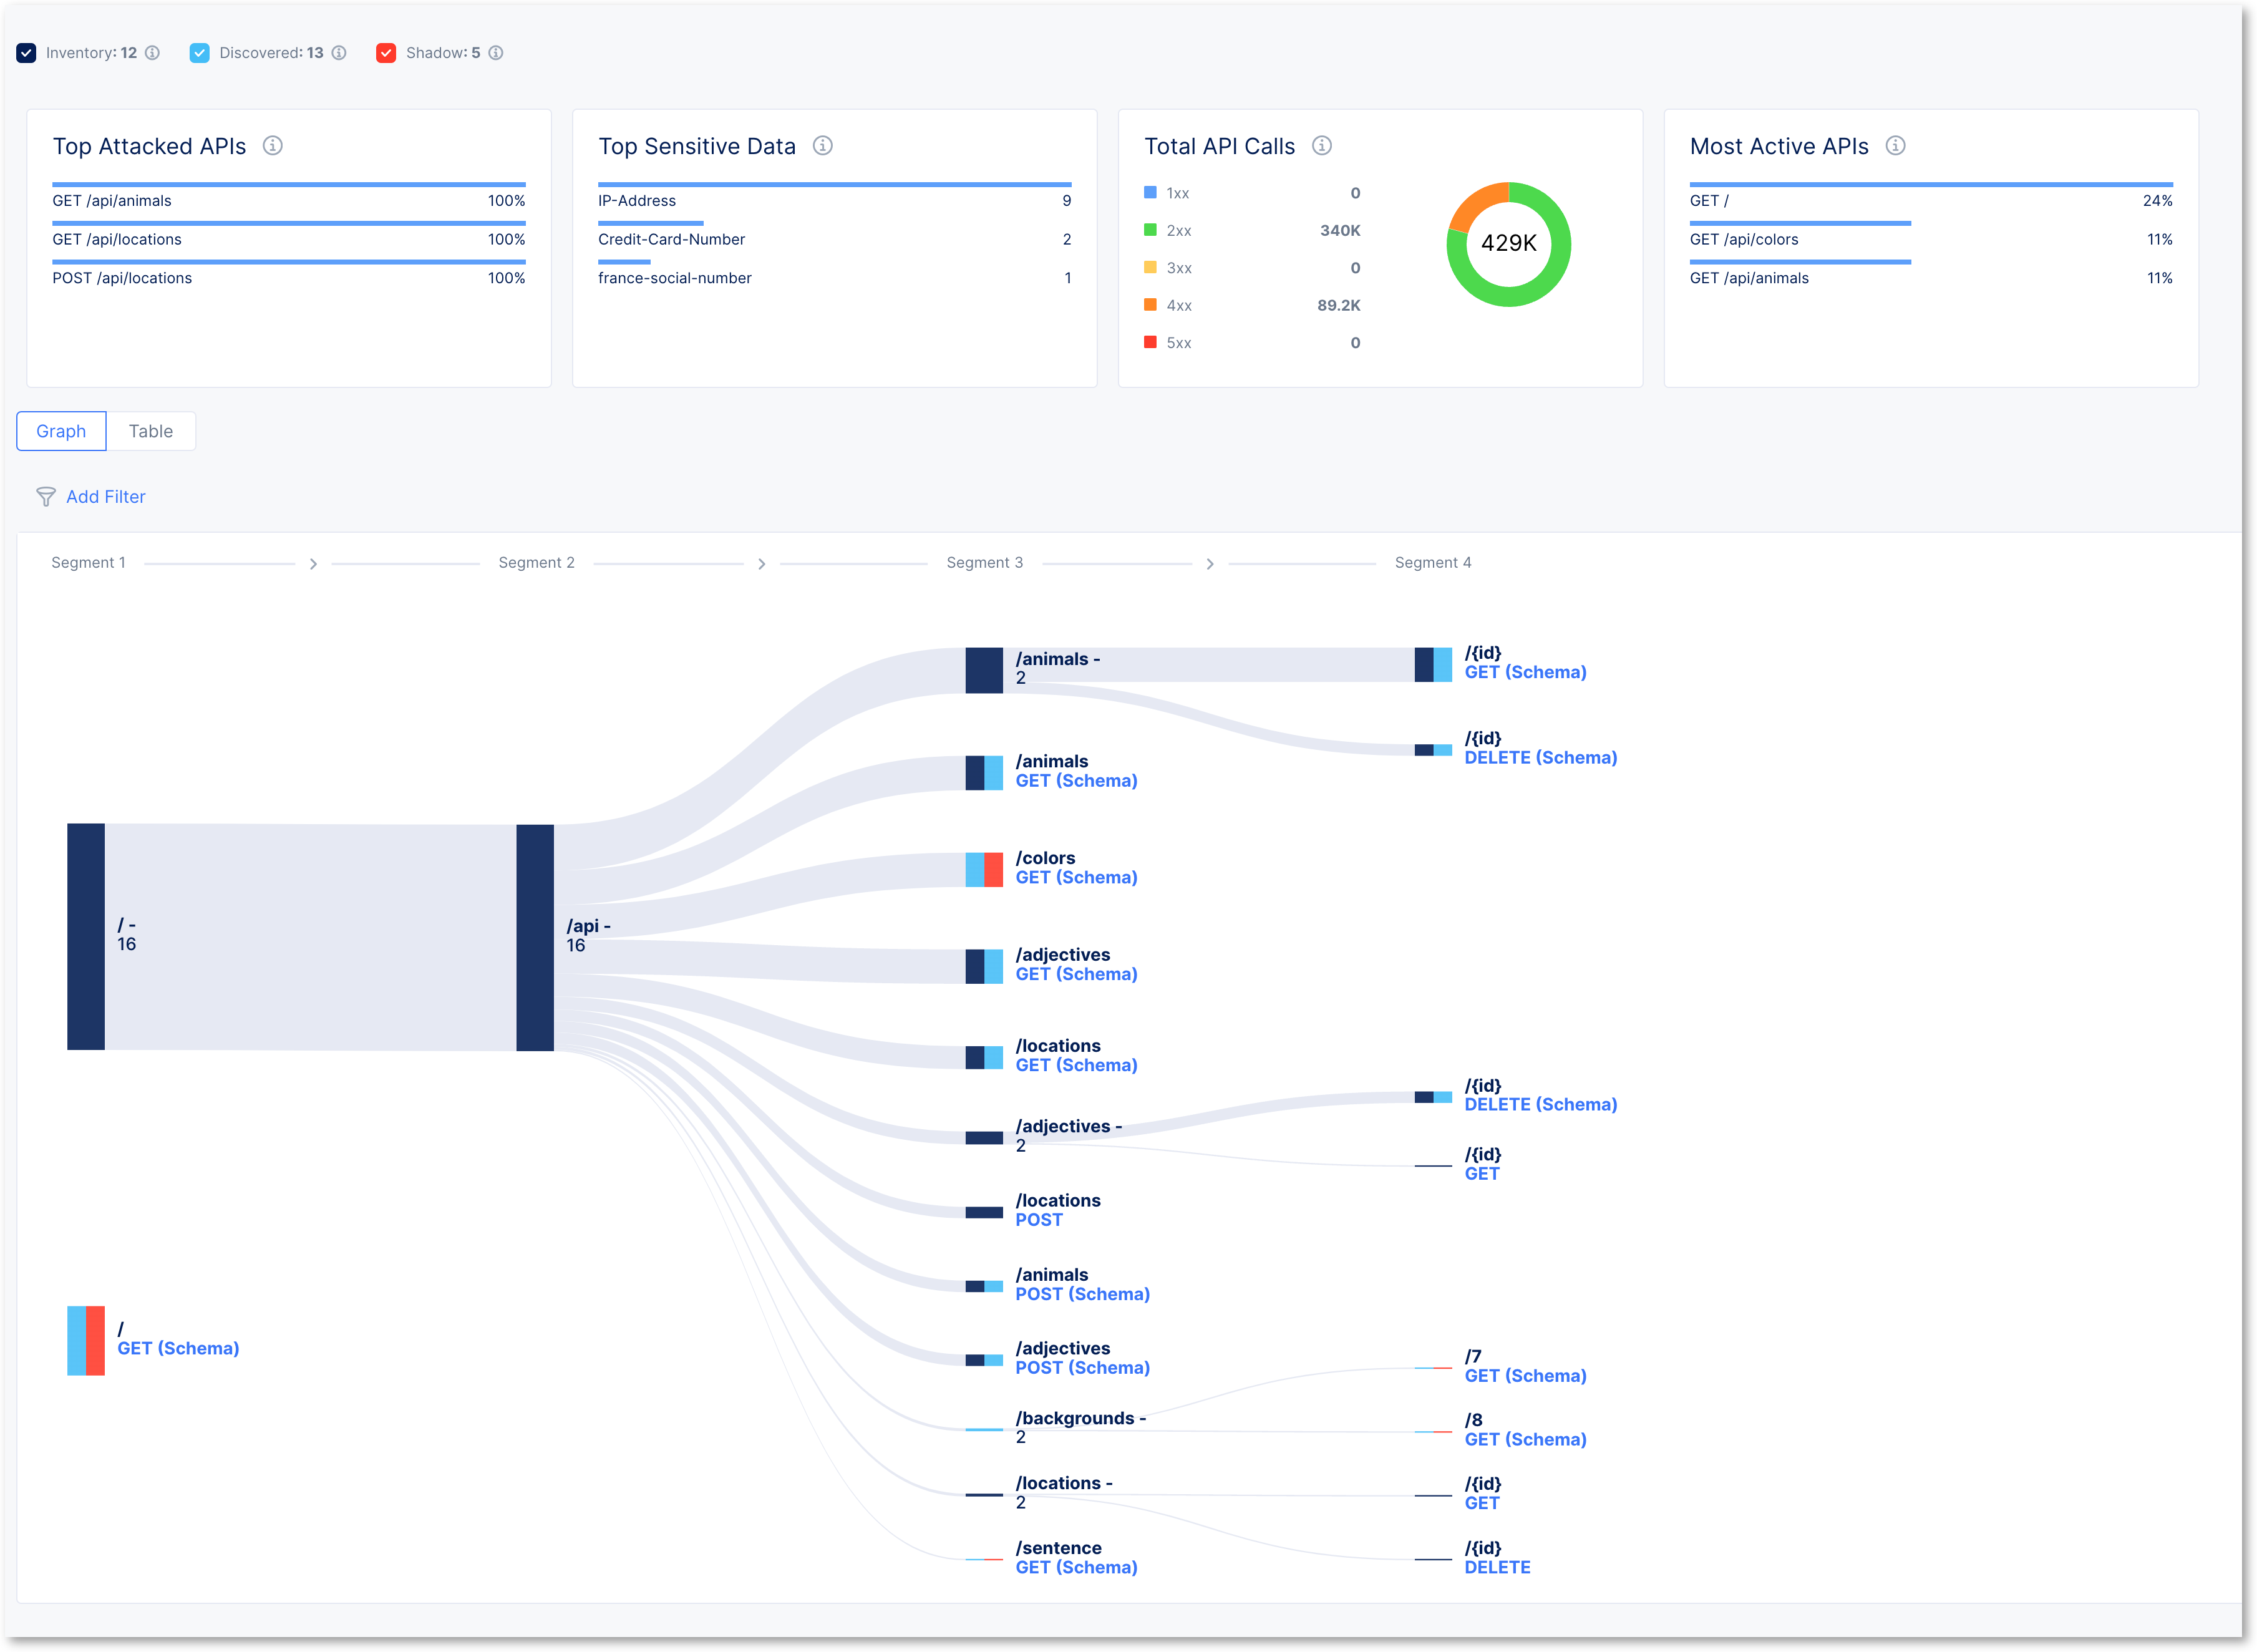 Inventory: 12
Discovered: 13
Shadow: 5
Top Attacked APIs
GET /api/animals 100%
GET /api/locations 100%
POST /api/locations 100%
Top Sensitive Data
IP-Address 9
Credit-Card-Number 2
france-social-number 1
Total API Calls
1xx 0
2xx 340K
3xx 0
4xx 89.2K
5xx 0
429K
Most Active APIs
GET / 24%
GET /api/colors 11%
GET /api/animals 11%
Graph
Table
Add Filter
Segment 1
Segment 2
Segment 3
Segment 4
/ -
16
/
GET (Schema)
/api -
16
/animals -
2
/animals
GET (Schema)
/colors
GET (Schema)
/adjectives
GET (Schema)
/locations
GET (Schema)
/adjectives -
2
/locations
POST
/animals
POST (Schema)
/adjectives
POST (Schema)
/backgrounds -
2
/locations -
2
/sentence
GET (Schema)
/{id}
GET (Schema)
/{id}
DELETE (Schema)
/{id}
DELETE (Schema)
/{id}
GET
/7
GET (Schema)
/8
GET (Schema)
/{id}
GET
/{id}
DELETE